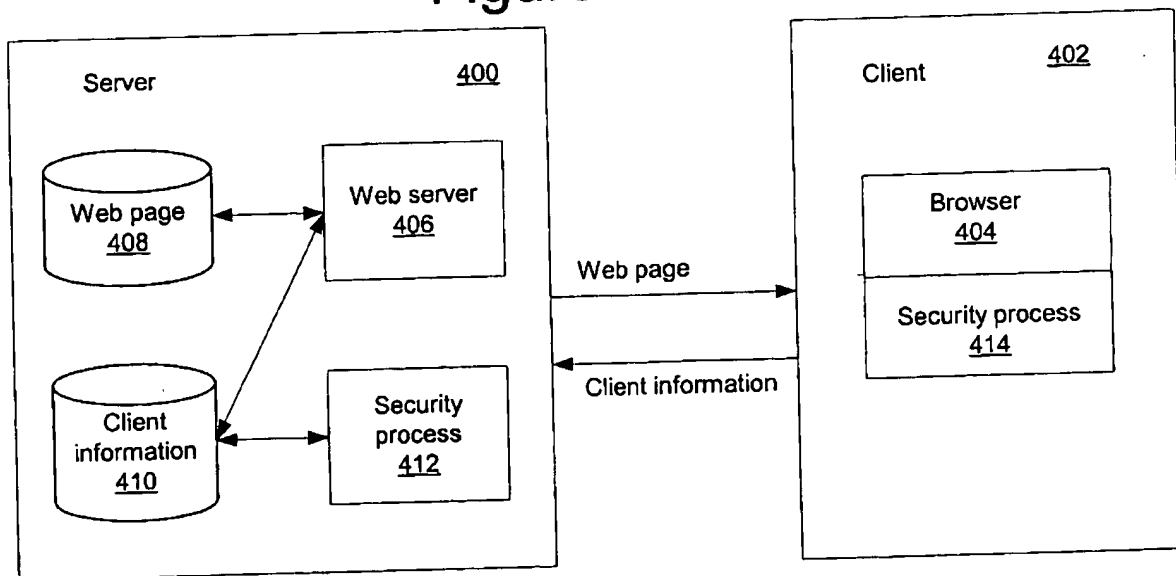 Figure
Server
400
Web page
408
Web server
406
Client
information
410
Security
process
412
Web page
Client information
Client
402
Browser
404
Security process
414